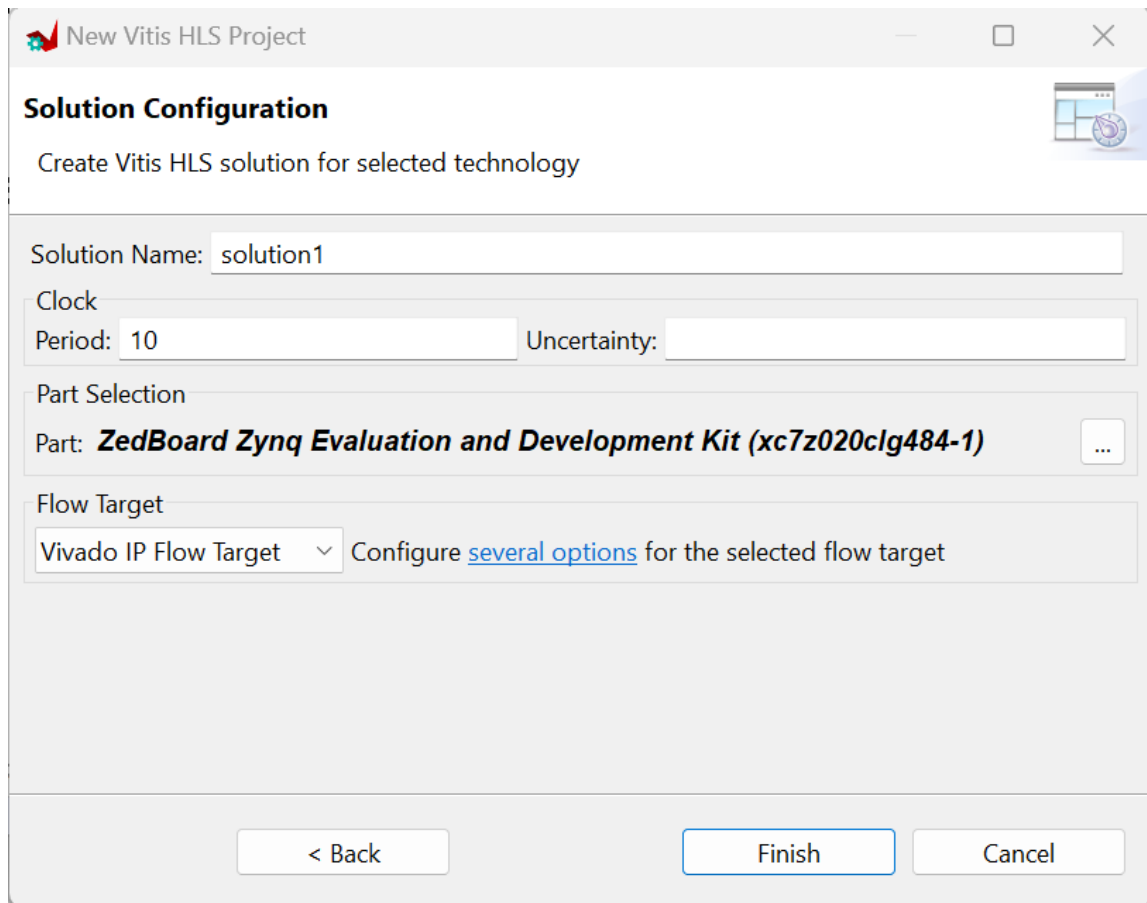 New Vitis HLS Project
Solution Configuration
Create Vitis HLS solution for selected technology
Solution Name: solution1
Clock
Period: 10 Uncertainty:
Part Selection
Part: ZedBoard Zynq Evaluation and Development Kit (xc7z020clg484-1) ...
Flow Target
Vivado IP Flow Target Configure several options for the selected flow target
< Back Finish Cancel